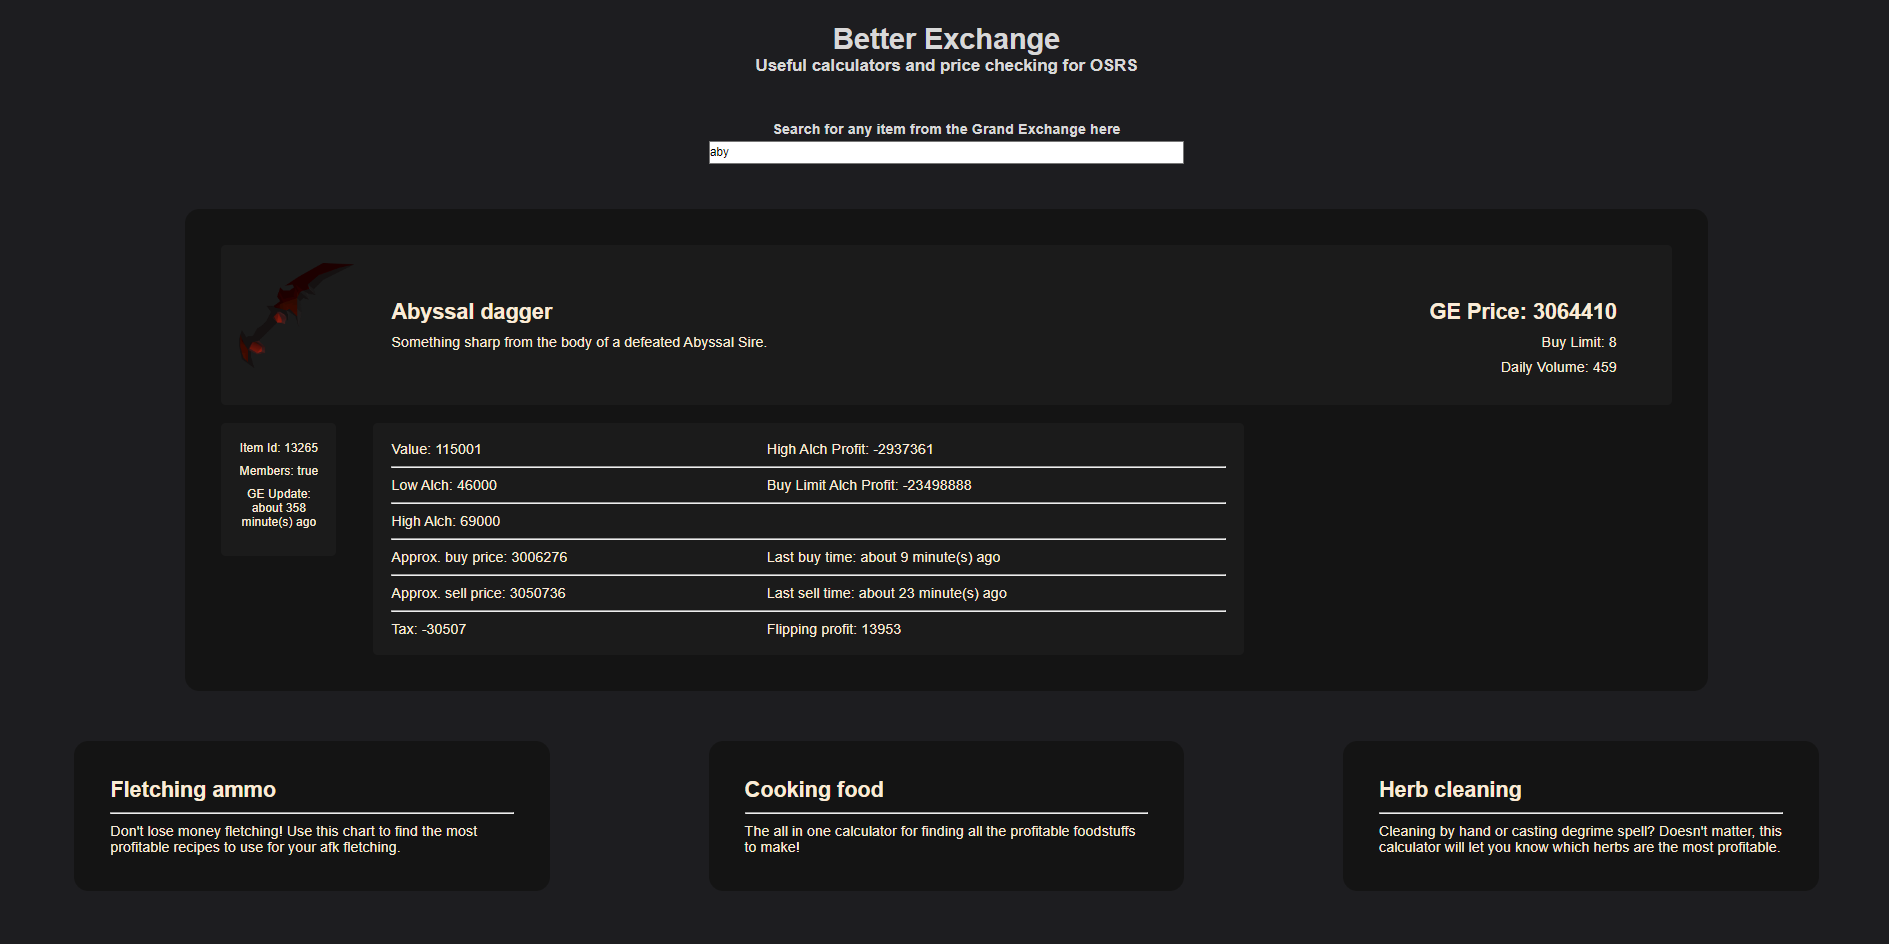 Better Exchange
Useful calculators and price checking for OSRS
Search for any item from the Grand Exchange here
aby
Abyssal dagger
Something sharp from the body of a defeated Abyssal Sire.
GE Price: 3064410
Buy Limit: 8
Daily Volume: 459
Item Id: 13265
Members: true
GE Update:
about 358
minute(s) ago
Value: 115001
High Alch Profit: -2937361
Low Alch: 46000
Buy Limit Alch Profit: -23498888
High Alch: 69000
Approx. buy price: 3006276
Last buy time: about 9 minute(s) ago
Approx. sell price: 3050736
Last sell time: about 23 minute(s) ago
Tax: -30507
Flipping profit: 13953
Fletching ammo
Don't lose money fletching! Use this chart to find the most
profitable recipes to use for your afk fletching.
Cooking food
The all in one calculator for finding all the profitable foodstuffs
to make!
Herb cleaning
Cleaning by hand or casting degrime spell? Doesn't matter, this
calculator will let you know which herbs are the most profitable.